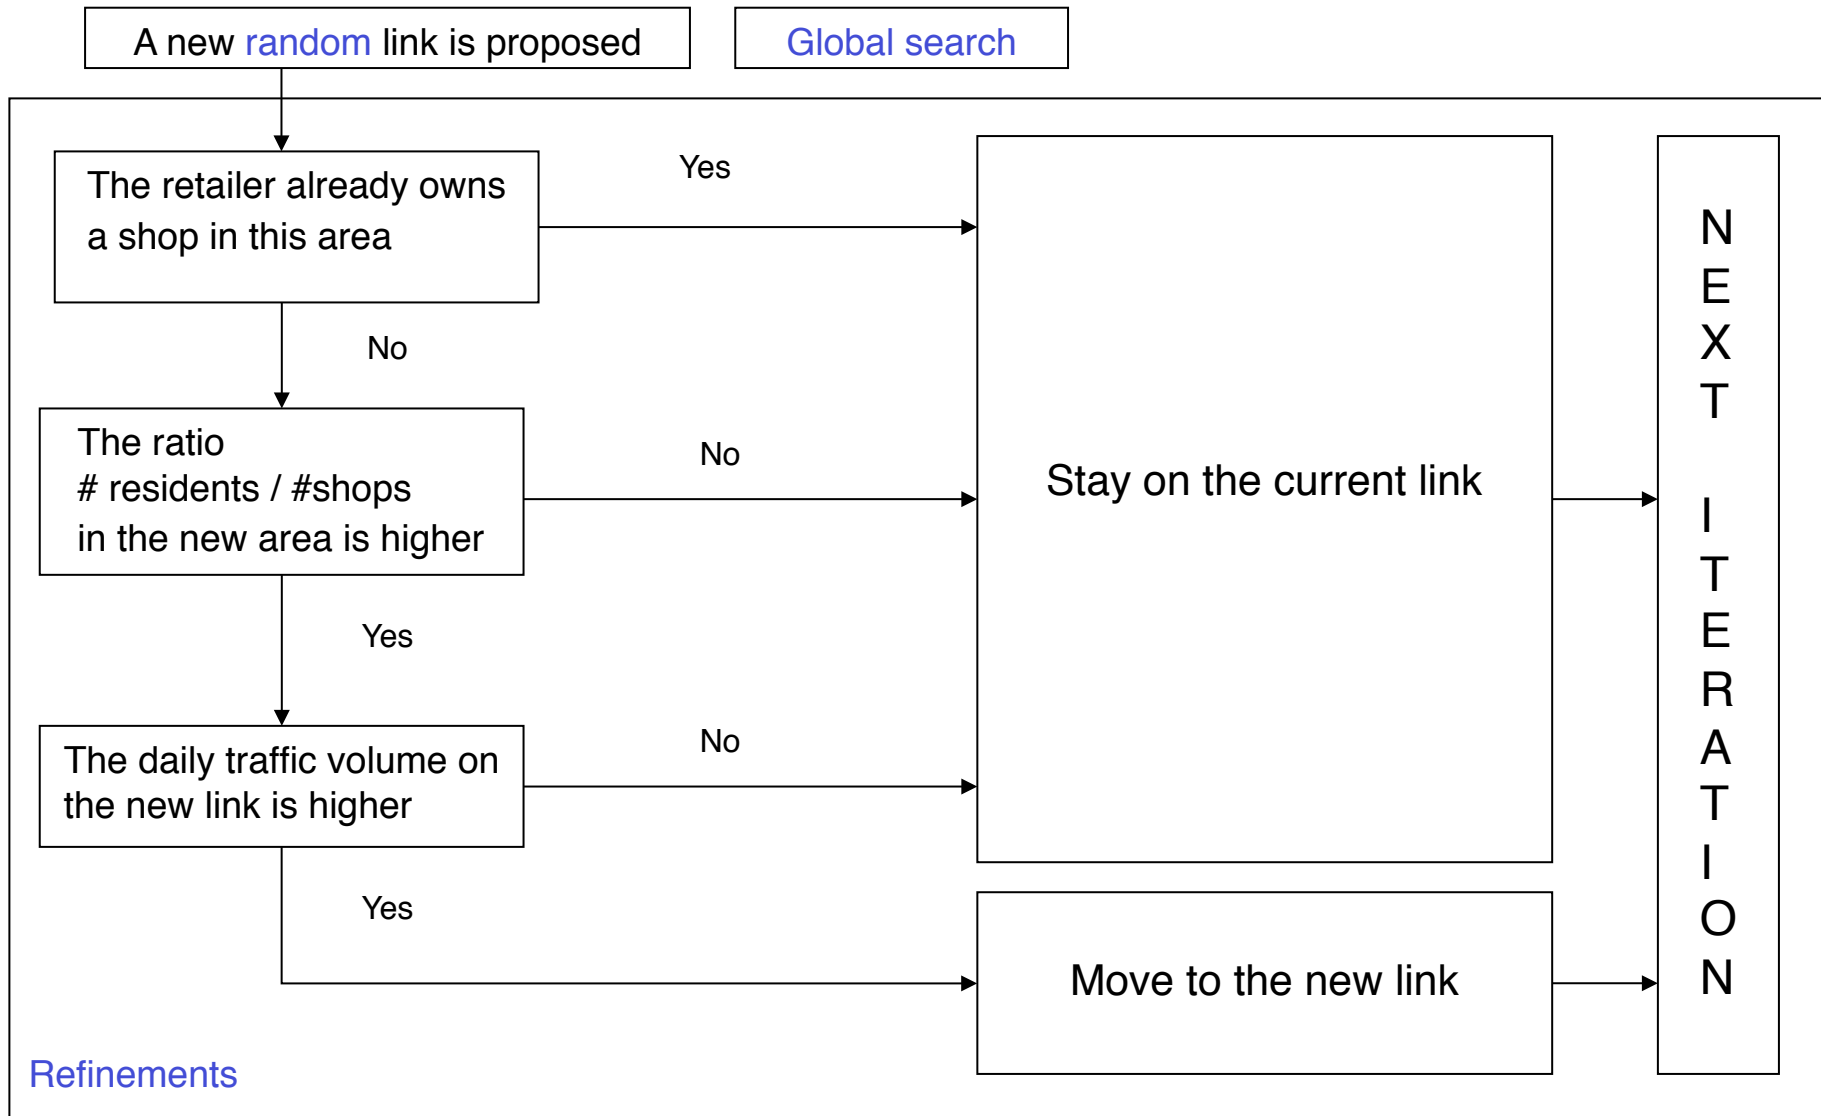 A new random link is proposed
Global search
The retailer already owns
a shop in this area
Yes
No
The ratio
# residents / #shops
in the new area is higher
No
Yes
The daily traffic volume on
the new link is higher
No
Yes
Stay on the current link
Move to the new link
NEXT ITERATION
Refinements